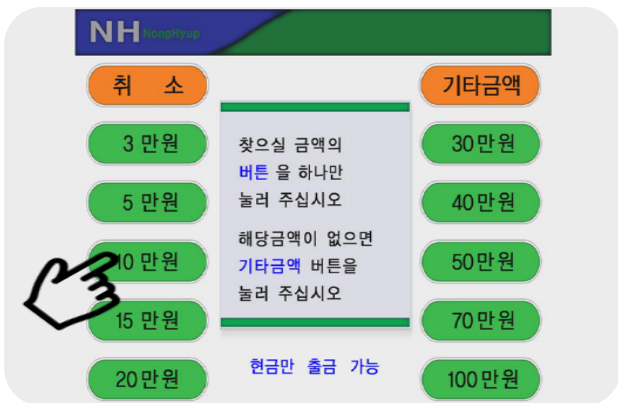 NH NongHyup
취 소
기타금액
3 만원
30만원
5 만원
40만원
10 만원
50만원
15 만원
70만원
20만원
100만원
찾으실 금액의
버튼 을 하나만
눌러 주십시오
해당금액이 없으면
기타금액 버튼을
눌러 주십시오
현금만 출금 가능